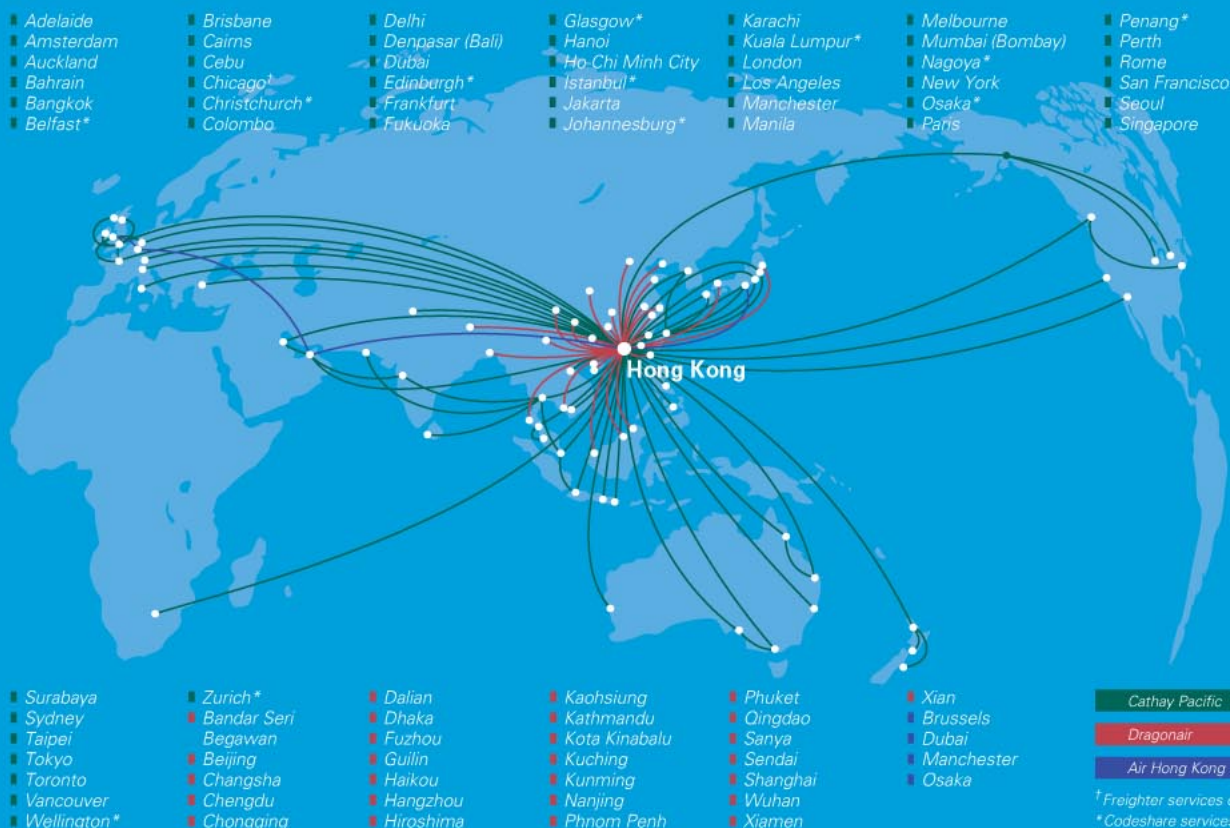 Adelaide
Amsterdam
Auckland
Bahrain
Bangkok
Belfast*
Brisbane
Cairns
Cebu
Chicago†
Christchurch*
Colombo
Delhi
Denpasar (Bali)
Dubai
Edinburgh*
Frankfurt
Fukuoka
Glasgow*
Hanoi
Ho Chi Minh City
Istanbul*
Jakarta
Johannesburg*
Karachi
Kuala Lumpur*
London
Los Angeles
Manchester
Manila
Melbourne
Mumbai (Bombay)
Nagoya*
New York
Osaka*
Paris
Penang*
Perth
Rome
San Francisco
Seoul
Singapore
Hong Kong
Surabaya
Sydney
Taipei
Tokyo
Toronto
Vancouver
Wellington*
Zurich*
Bandar Seri
Begawan
Beijing
Changsha
Chengdu
Chongqing
Dalian
Dhaka
Fuzhou
Guilin
Haikou
Hangzhou
Hiroshima
Kaohsiung
Kathmandu
Kota Kinabalu
Kuching
Kunming
Nanjing
Phnom Penh
Phuket
Qingdao
Sanya
Sendai
Shanghai
Wuhan
Xiamen
Xian
Brussels
Dubai
Manchester
Osaka
Cathay Pacific
Dragonair
Air Hong Kong
† Freighter services
* Codeshare